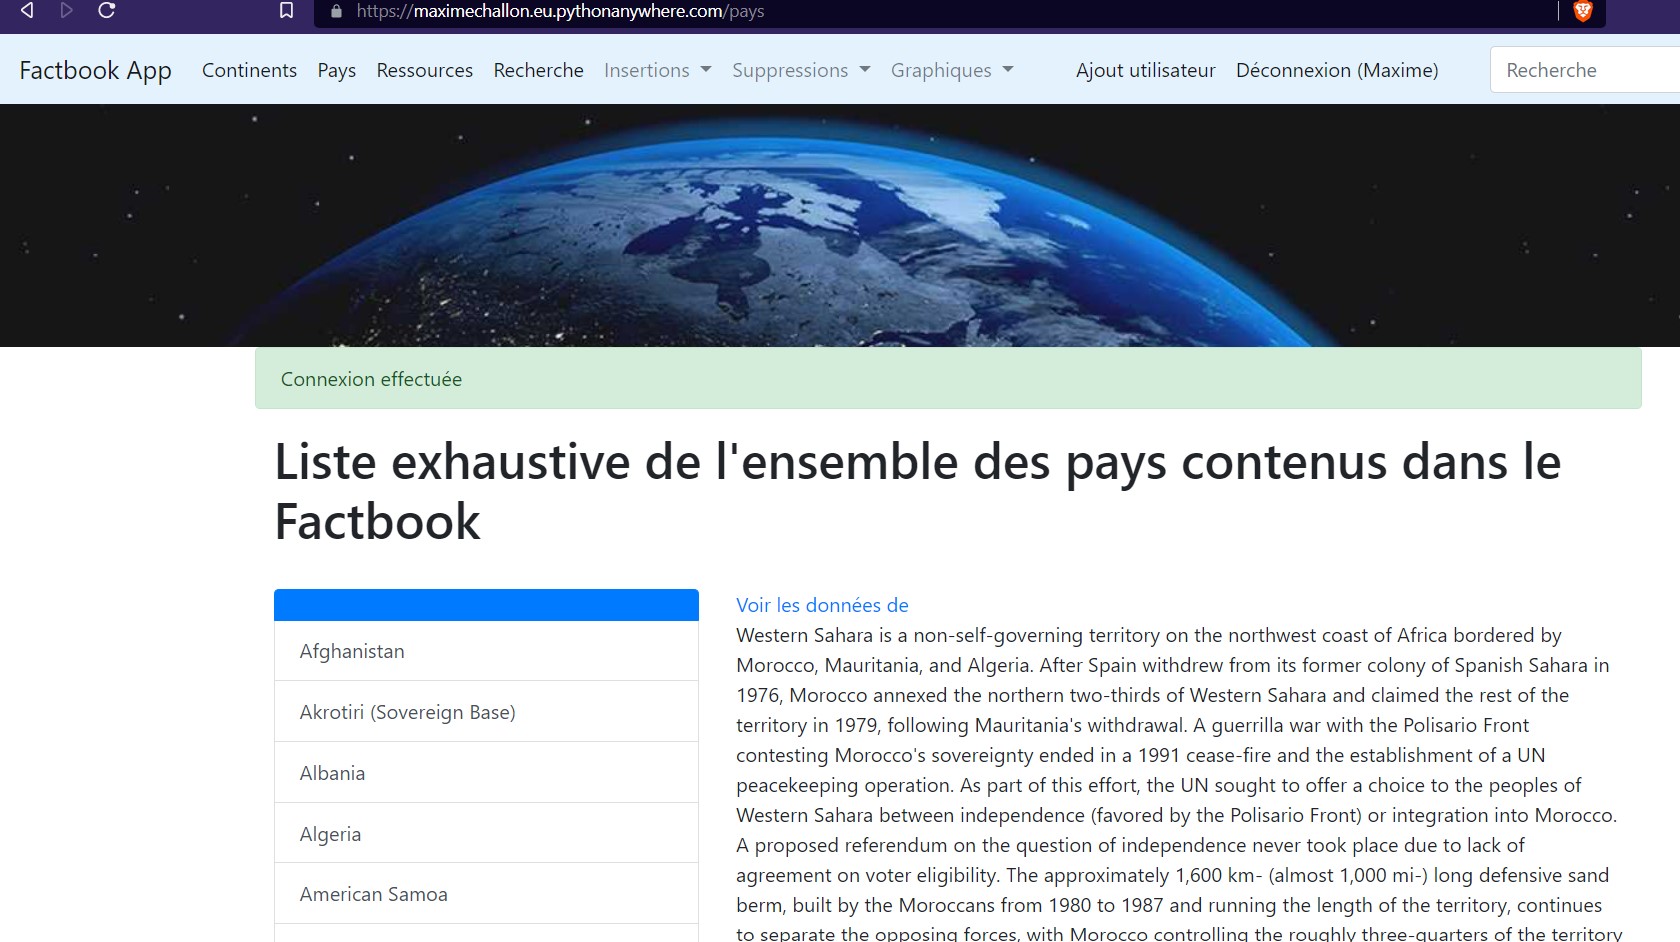 https://maximechallon.eu.pythonanywhere.com/pays
Factbook App Continents Pays Ressources Recherche Insertions Suppressions Graphiques Ajout utilisateur Déconnexion (Maxime) Recherche
Connexion effectuée
Liste exhaustive de l'ensemble des pays contenus dans le
Factbook
Afghanistan
Akrotiri (Sovereign Base)
Albania
Algeria
American Samoa
Voir les données de
Western Sahara is a non-self-governing territory on the northwest coast of Africa bordered by
Morocco, Mauritania, and Algeria. After Spain withdrew from its former colony of Spanish Sahara in
1976, Morocco annexed the northern two-thirds of Western Sahara and claimed the rest of the
territory in 1979, following Mauritania's withdrawal. A guerrilla war with the Polisario Front
contesting Morocco's sovereignty ended in a 1991 cease-fire and the establishment of a UN
peacekeeping operation. As part of this effort, the UN sought to offer a choice to the peoples of
Western Sahara between independence (favored by the Polisario Front) or integration into Morocco.
A proposed referendum on the question of independence never took place due to lack of
agreement on voter eligibility. The approximately 1,600 km- (almost 1,000 mi-) long defensive sand
berm, built by the Moroccans from 1980 to 1987 and running the length of the territory, continues
to separate the opposing forces, with Morocco controlling the roughly three-quarters of the territory